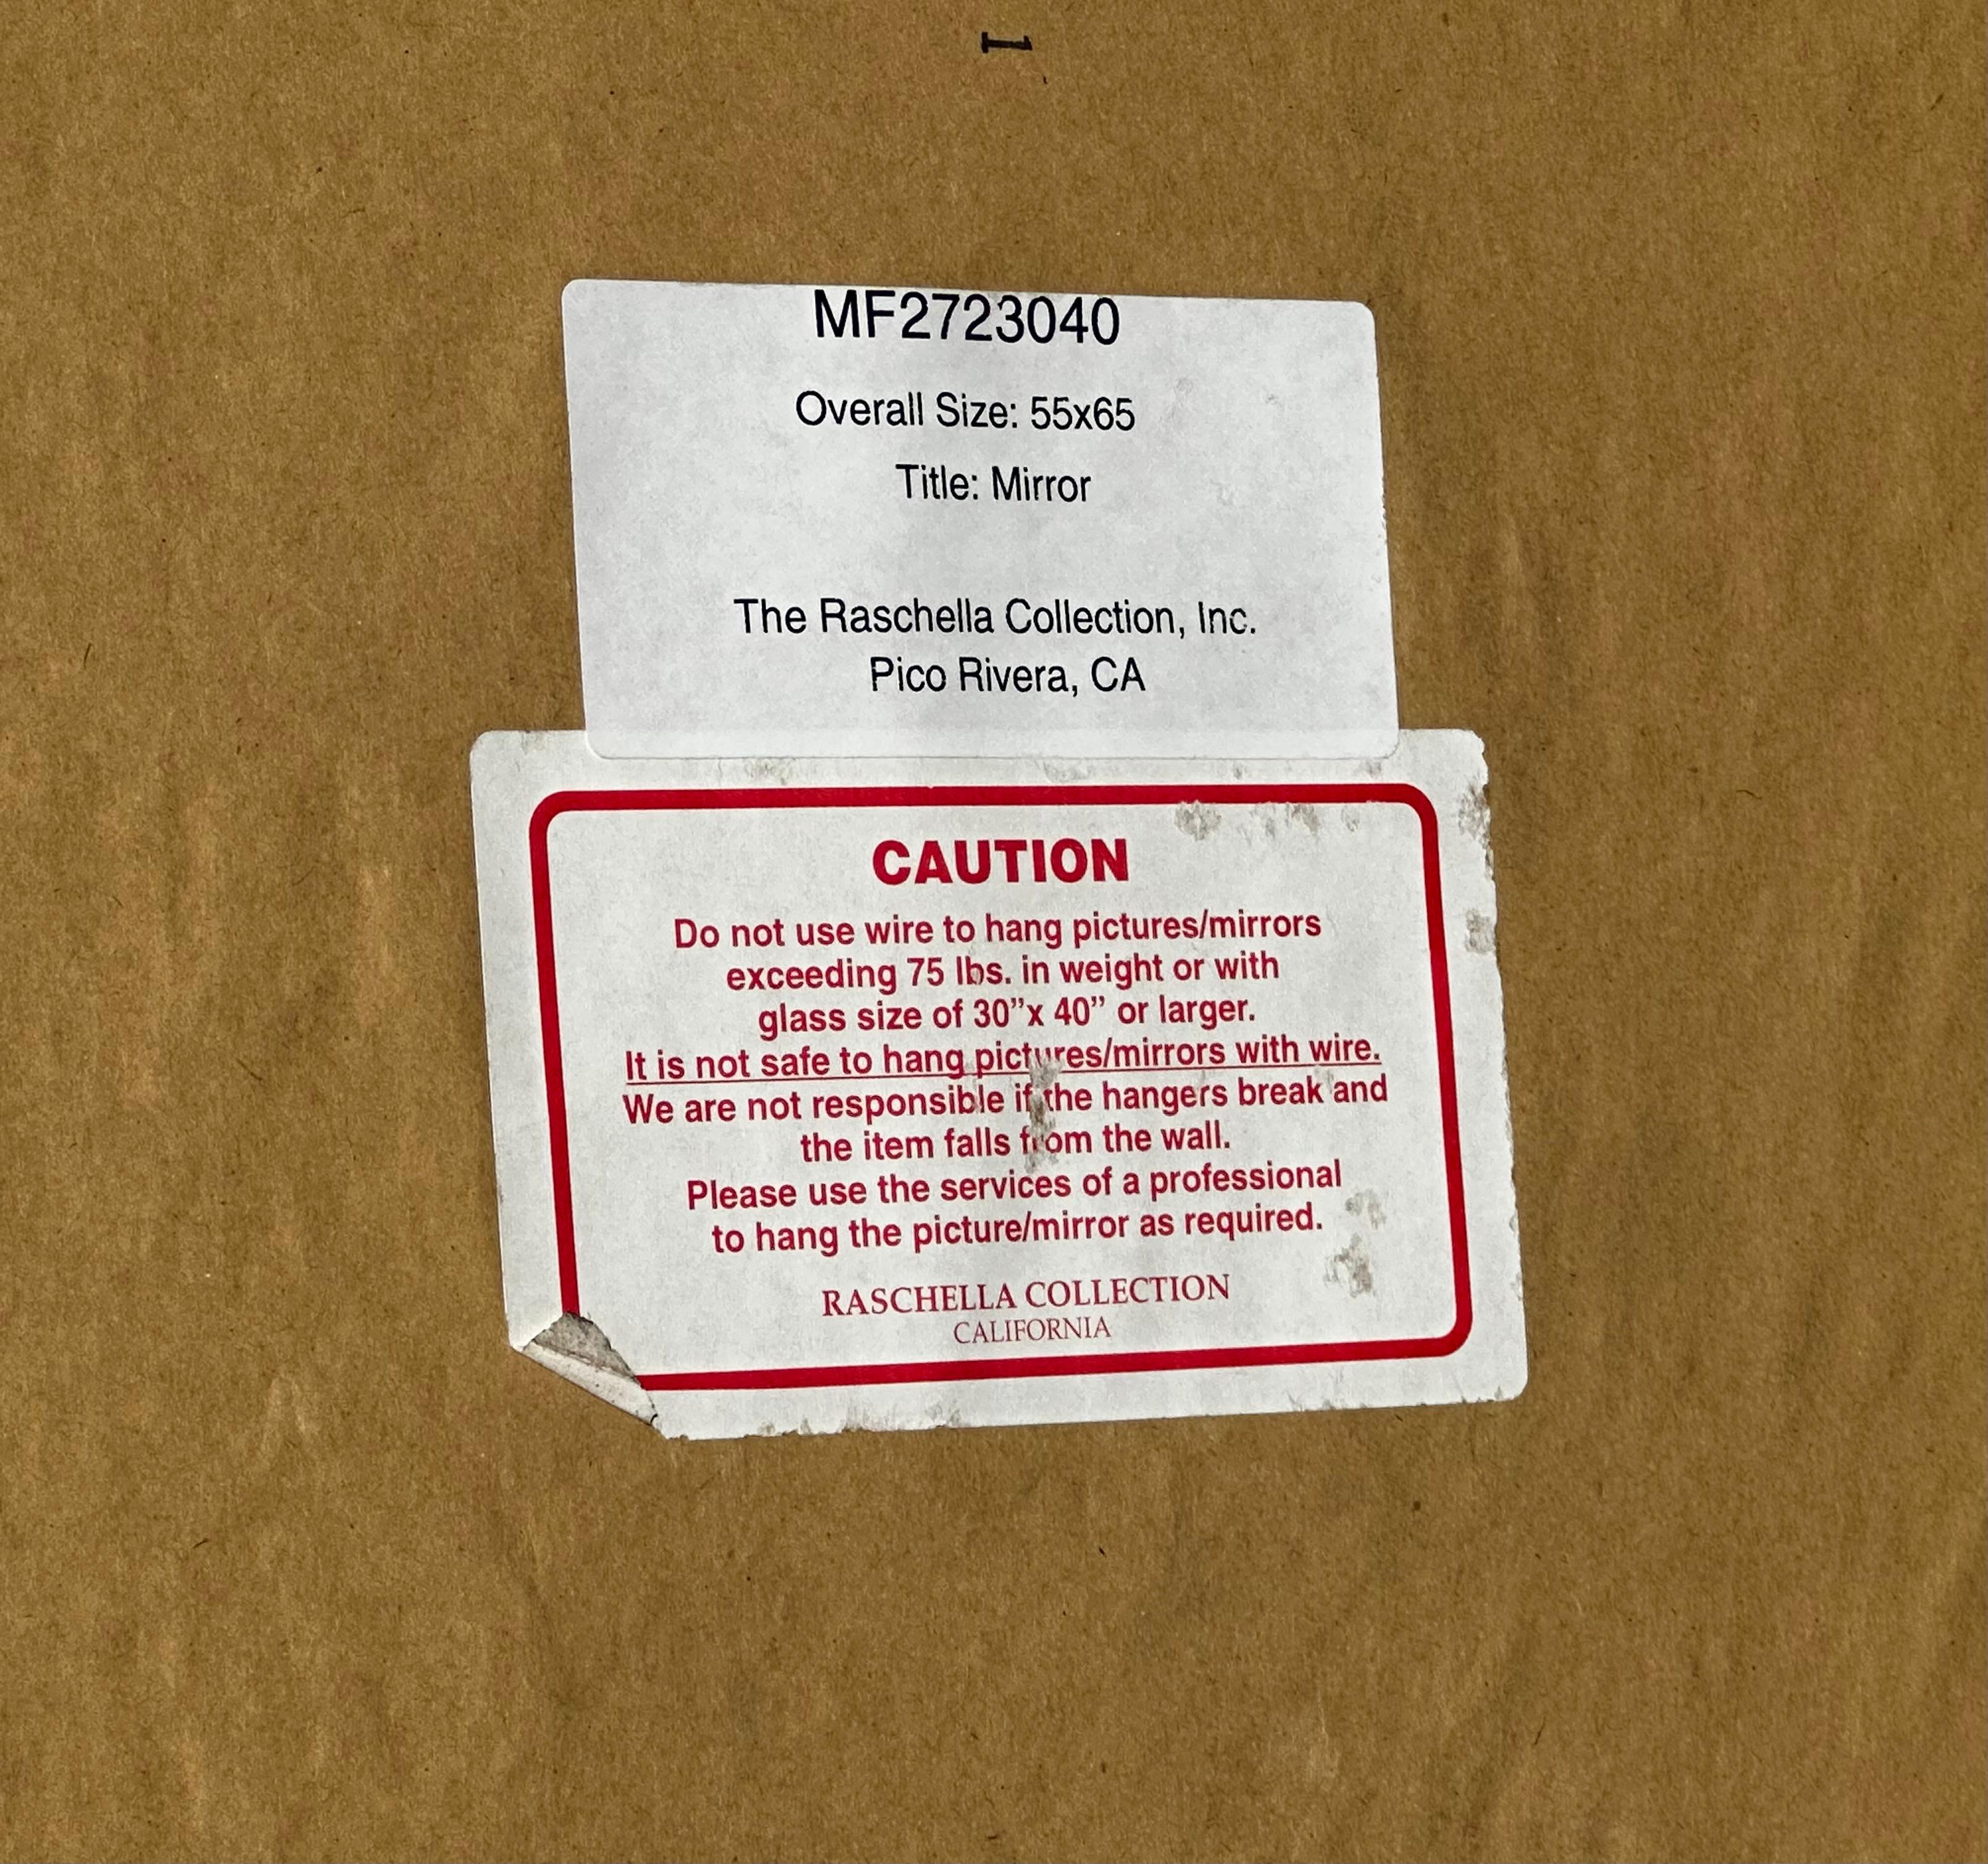 1
MF2723040
Overall Size: 55x65
Title: Mirror
The Raschella Collection, Inc.
Pico Rivera, CA
CAUTION
Do not use wire to hang pictures/mirrors
exceeding 75 lbs. in weight or with
glass size of 30”x 40” or larger.
It is not safe to hang pictures/mirrors with wire.
We are not responsible if the hangers break and
the item falls from the wall.
Please use the services of a professional
to hang the picture/mirror as required.
RASCHELLA COLLECTION
CALIFORNIA